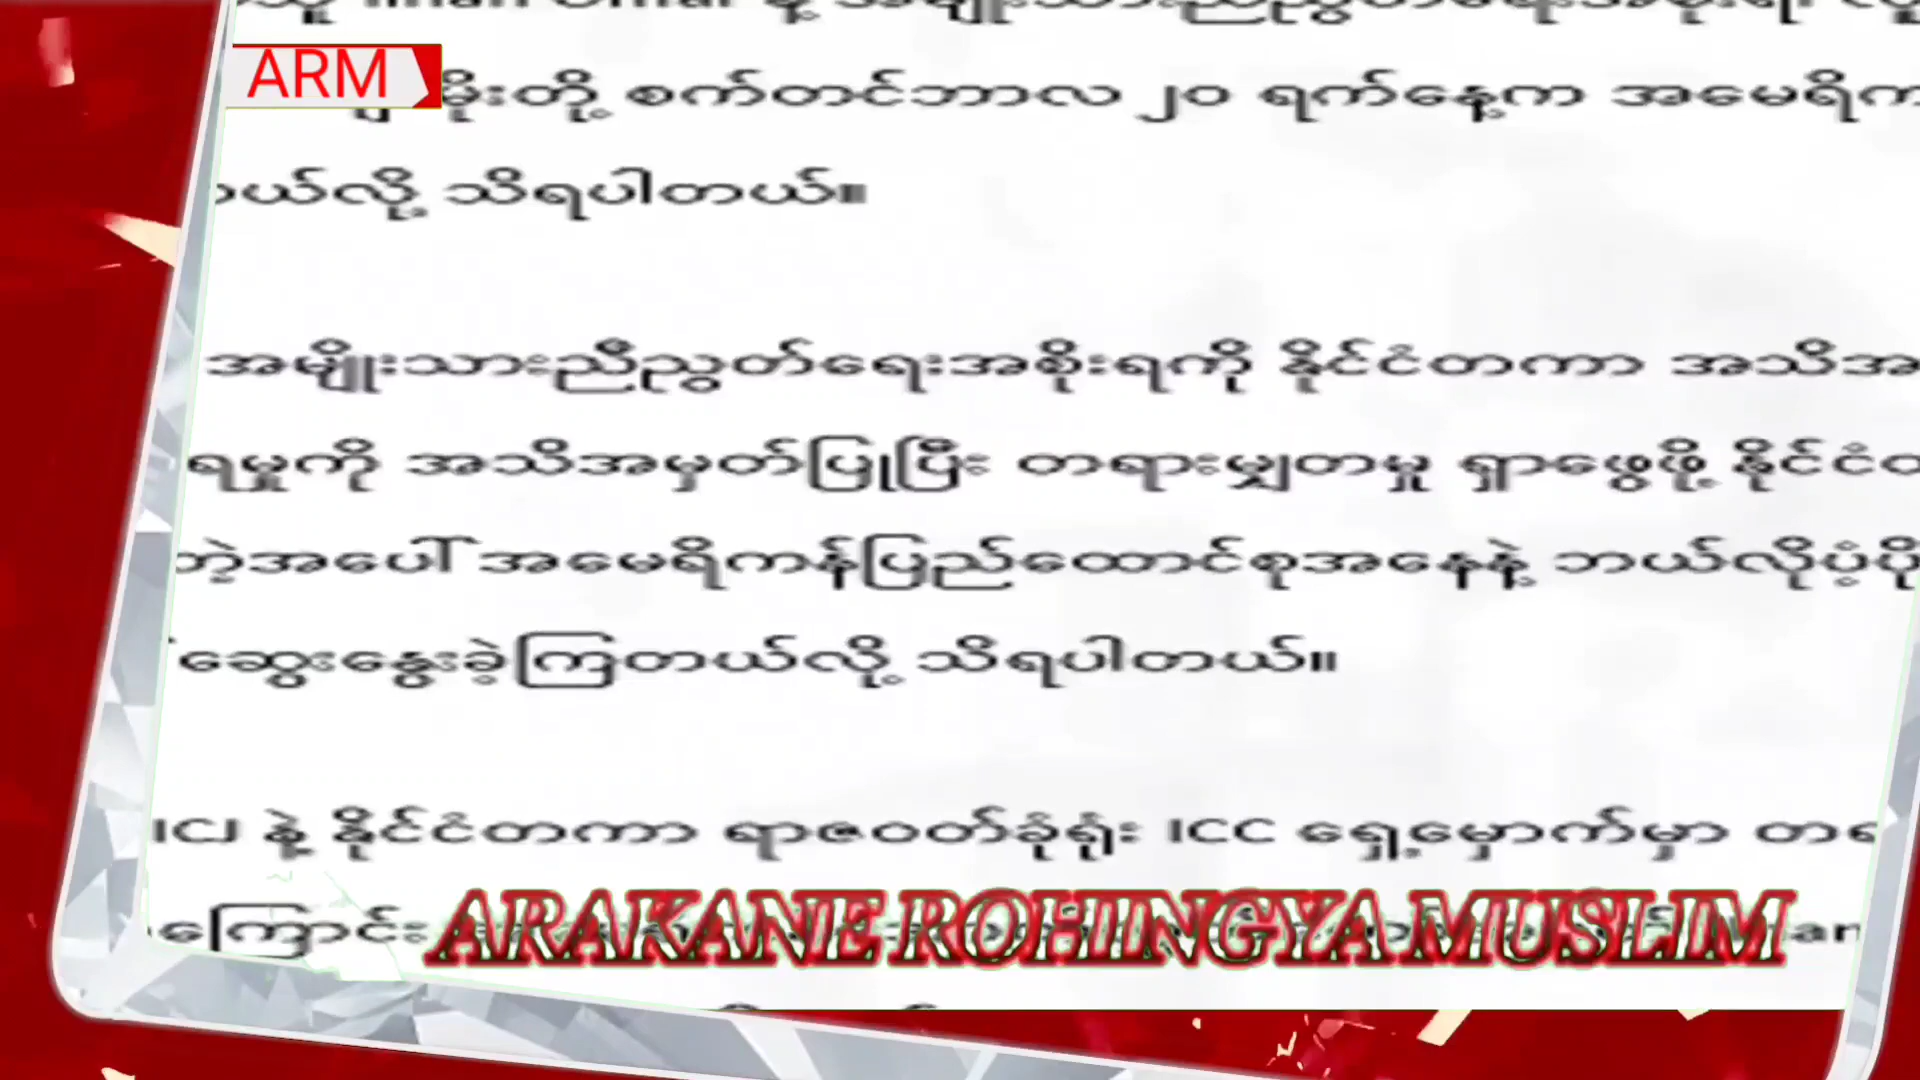 ARM
မိုးတို့ စက်တင်ဘာလ ၂၀ ရက်နေ့က အမေရိက
တယ်လို့ သိရပါတယ်။
အမျိုးသားညီညွတ်ရေးအစိုးရကို နိူင်ငံတကာ အသိအ
ရမှုကို အသိအမှတ်ပြုပြီး တရားမျှတမှု ရှာဖွေဖို့ နိုင်ငံတ
ဘဲ့အပေါ် အမေရိကန်ပြည်ထောင်စုအနေနဲ့ ဘယ်လိုပံ့ပို
ဆွေးနွေးခဲ့ကြတယ်လို့ သိရပါတယ်။
ICJ နဲ့ နိုင်ငံတကာ ရာဇဝတ်ခုံရုံး ICC ရှေ့မှောက်မှာ တရ
ကြောင်း
ARAKANE ROHINGYA MUSLIM